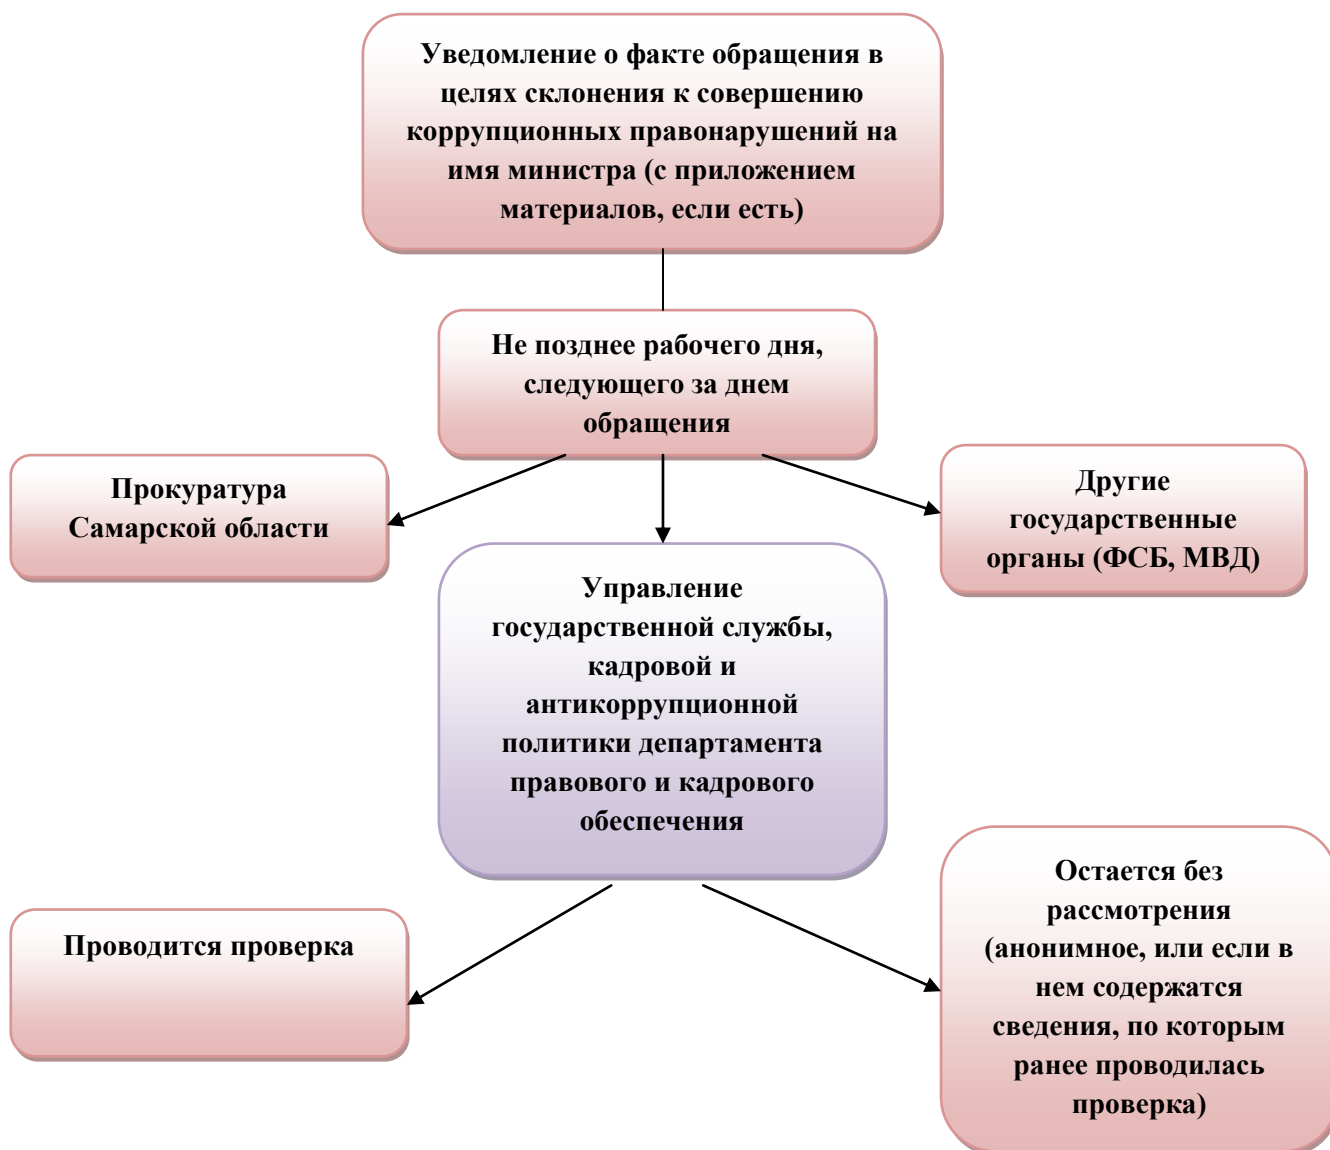 Уведомление о факте обращения в
целях склонения к совершению
коррупционных правонарушений на
имя министра (с приложением
материалов, если есть)
Не позднее рабочего дня,
следующего за днем
обращения
Прокуратура
Самарской области
Другие
государственные
органы (ФСБ, МВД)
Управление
государственной службы,
кадровой и
антикоррупционной
политики департамента
правового и кадрового
обеспечения
Проводится проверка
Остается без
рассмотрения
(анонимное, или если в
нем содержатся
сведения, по которым
ранее проводилась
проверка)